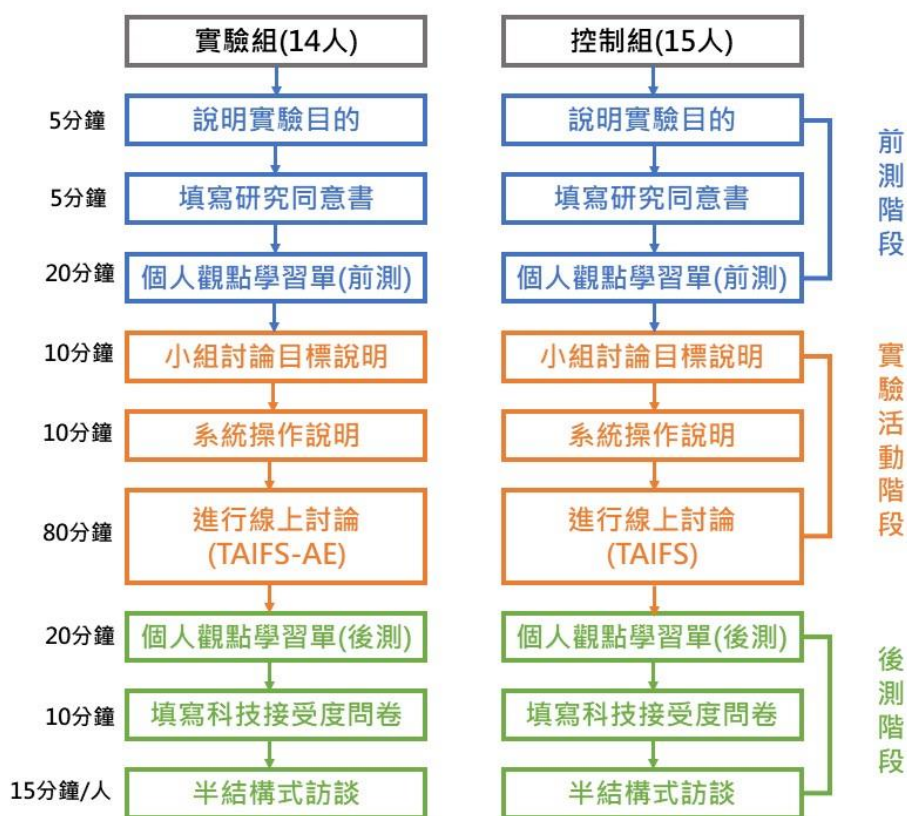 實驗組(14人)
控制組(15人)
5分鐘
說明實驗目的
說明實驗目的
5分鐘
填寫研究同意書
填寫研究同意書
20分鐘
個人觀點學習單(前測)
個人觀點學習單(前測)
前測階段
10分鐘
小組討論目標說明
小組討論目標說明
10分鐘
系統操作說明
系統操作說明
80分鐘
進行線上討論
(TAIFS-AE)
進行線上討論
(TAIFS)
實驗活動階段
20分鐘
個人觀點學習單(後測)
個人觀點學習單(後測)
10分鐘
填寫科技接受度問卷
填寫科技接受度問卷
15分鐘/人
半結構式訪談
半結構式訪談
後測階段